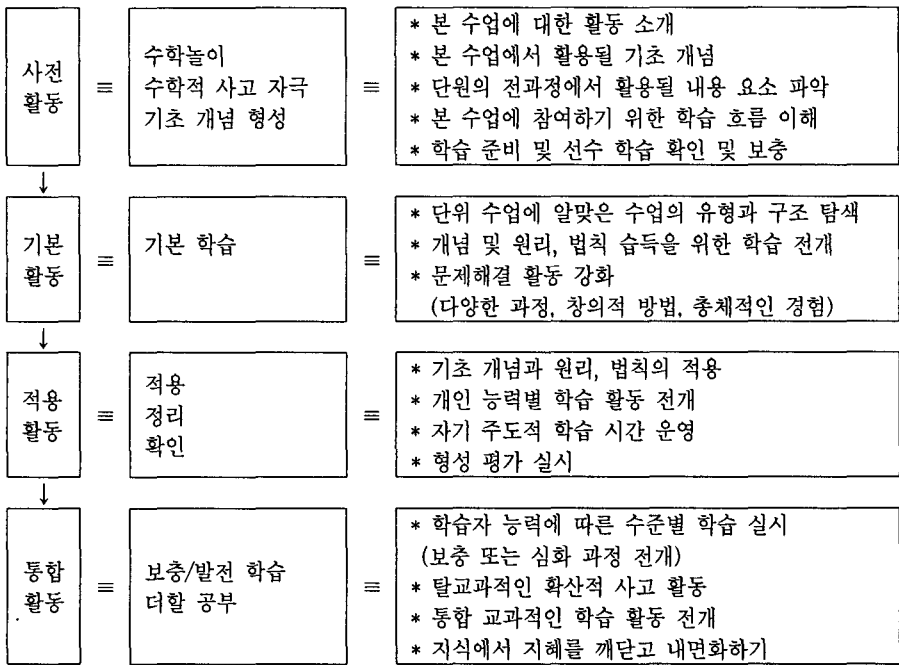 사전
활동
≡
수학놀이
수학적 사고 자극
기초 개념 형성
≡
* 본 수업에 대한 활동 소개
* 본 수업에서 활용될 기초 개념
* 단원의 전과정에서 활용될 내용 요소 파악
* 본 수업에 참여하기 위한 학습 흐름 이해
* 학습 준비 및 선수 학습 확인 및 보충
↓
기본
활동
≡
기본 학습
≡
* 단위 수업에 알맞은 수업의 유형과 구조 탐색
* 개념 및 원리, 법칙 습득을 위한 학습 전개
* 문제해결 활동 강화
(다양한 과정, 창의적 방법, 총체적인 경험)
↓
적용
활동
≡
적용
정리
확인
≡
* 기초 개념과 원리, 법칙의 적용
* 개인 능력별 학습 활동 전개
* 자기 주도적 학습 시간 운영
* 형성 평가 실시
↓
통합
활동
≡
보충/발전 학습
더할 공부
≡
* 학습자 능력에 따른 수준별 학습 실시
(보충 또는 심화 과정 전개)
* 탈교과적인 확산적 사고 활동
* 통합 교과적인 학습 활동 전개
* 지식에서 지혜를 깨닫고 내면화하기